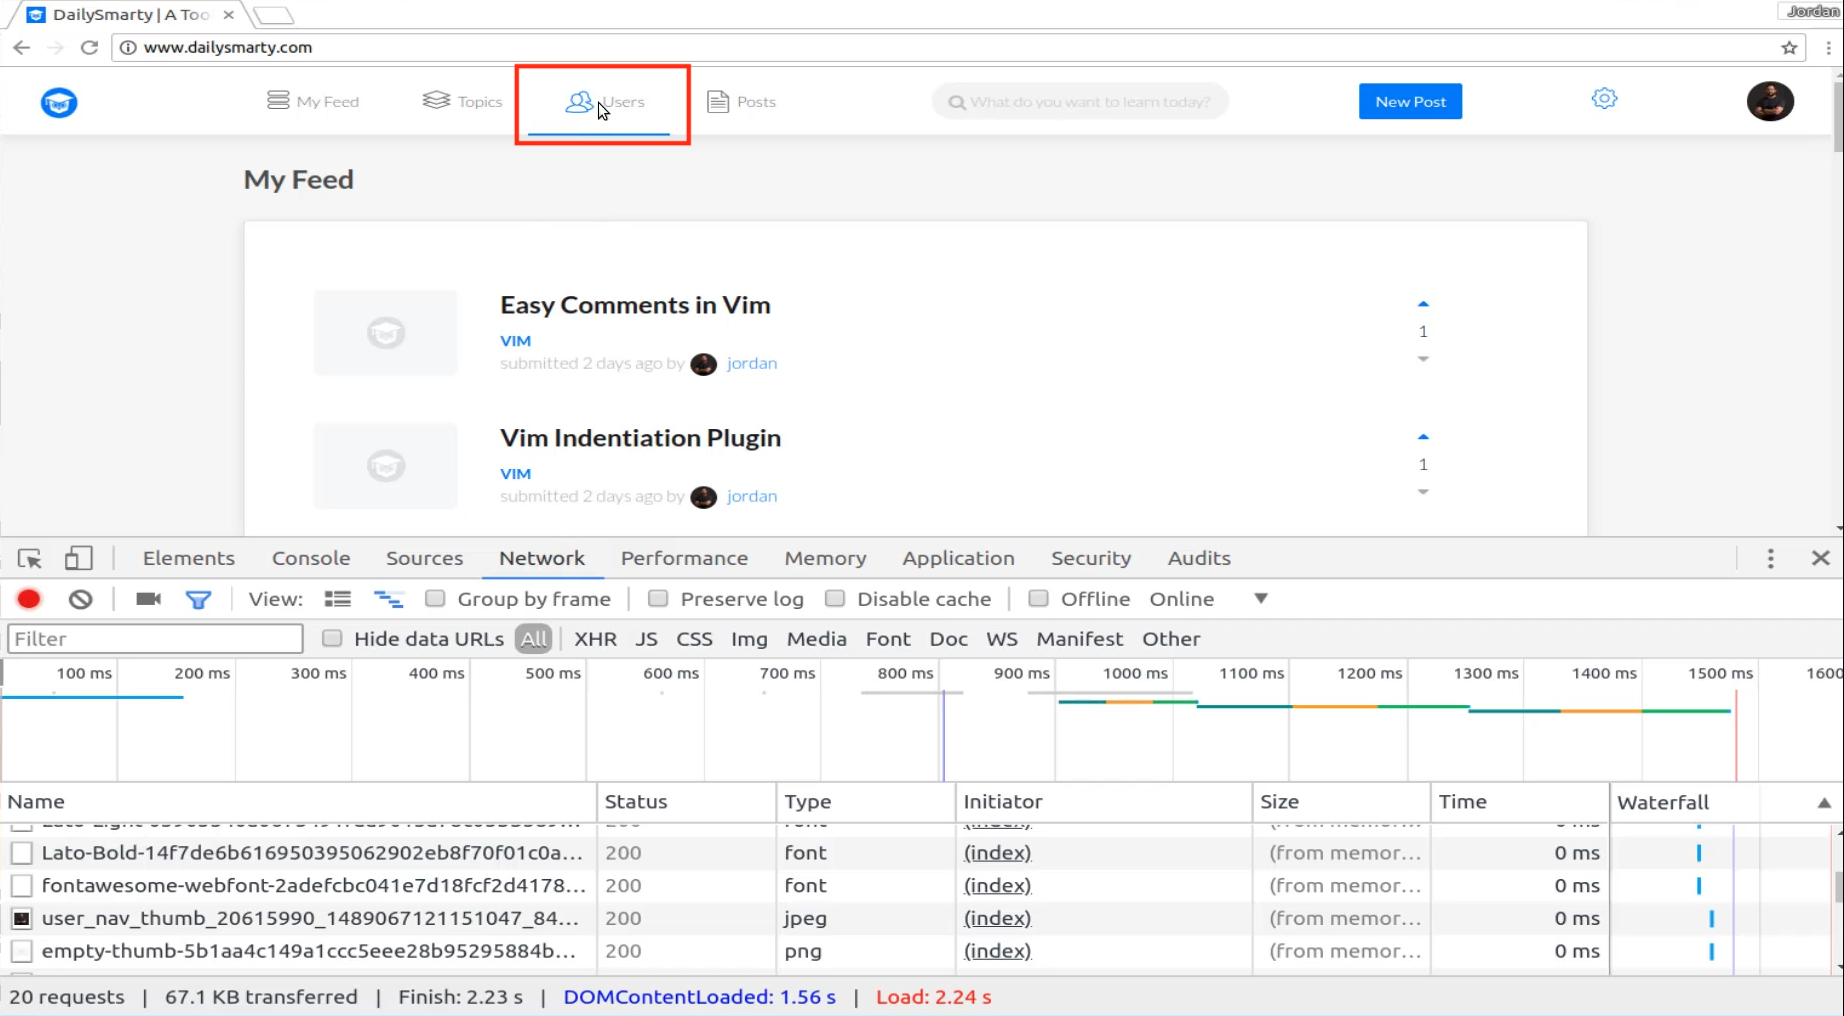 DailySmarty | A Too
Jordan
www.dailysmarty.com
My Feed Topics Users Posts What do you want to learn today? New Post
My Feed
Easy Comments in Vim
VIM
submitted 2 days ago by jordan
1
Vim Indentiation Plugin
VIM
submitted 2 days ago by jordan
1
Elements Console Sources Network Performance Memory Application Security Audits
View: Group by frame Preserve log Disable cache Offline Online
Filter Hide data URLs All XHR JS CSS Img Media Font Doc WS Manifest Other
100 ms 200 ms 300 ms 400 ms 500 ms 600 ms 700 ms 800 ms 900 ms 1000 ms 1100 ms 1200 ms 1300 ms 1400 ms 1500 ms 1600
Name Status Type Initiator Size Time Waterfall
Lato-Bold-14f7de6b616950395062902eb8f70f01c0a... 200 font (index) (from memor... 0 ms
fontawesome-webfont-2adefcbc041e7d18fcf2d4178... 200 font (index) (from memor... 0 ms
user_nav_thumb_20615990_1489067121151047_84... 200 jpeg (index) (from memor... 0 ms
empty-thumb-5b1aa4c149a1ccc5eee28b95295884b... 200 png (index) (from memor... 0 ms
20 requests | 67.1 KB transferred | Finish: 2.23 s | DOMContentLoaded: 1.56 s | Load: 2.24 s